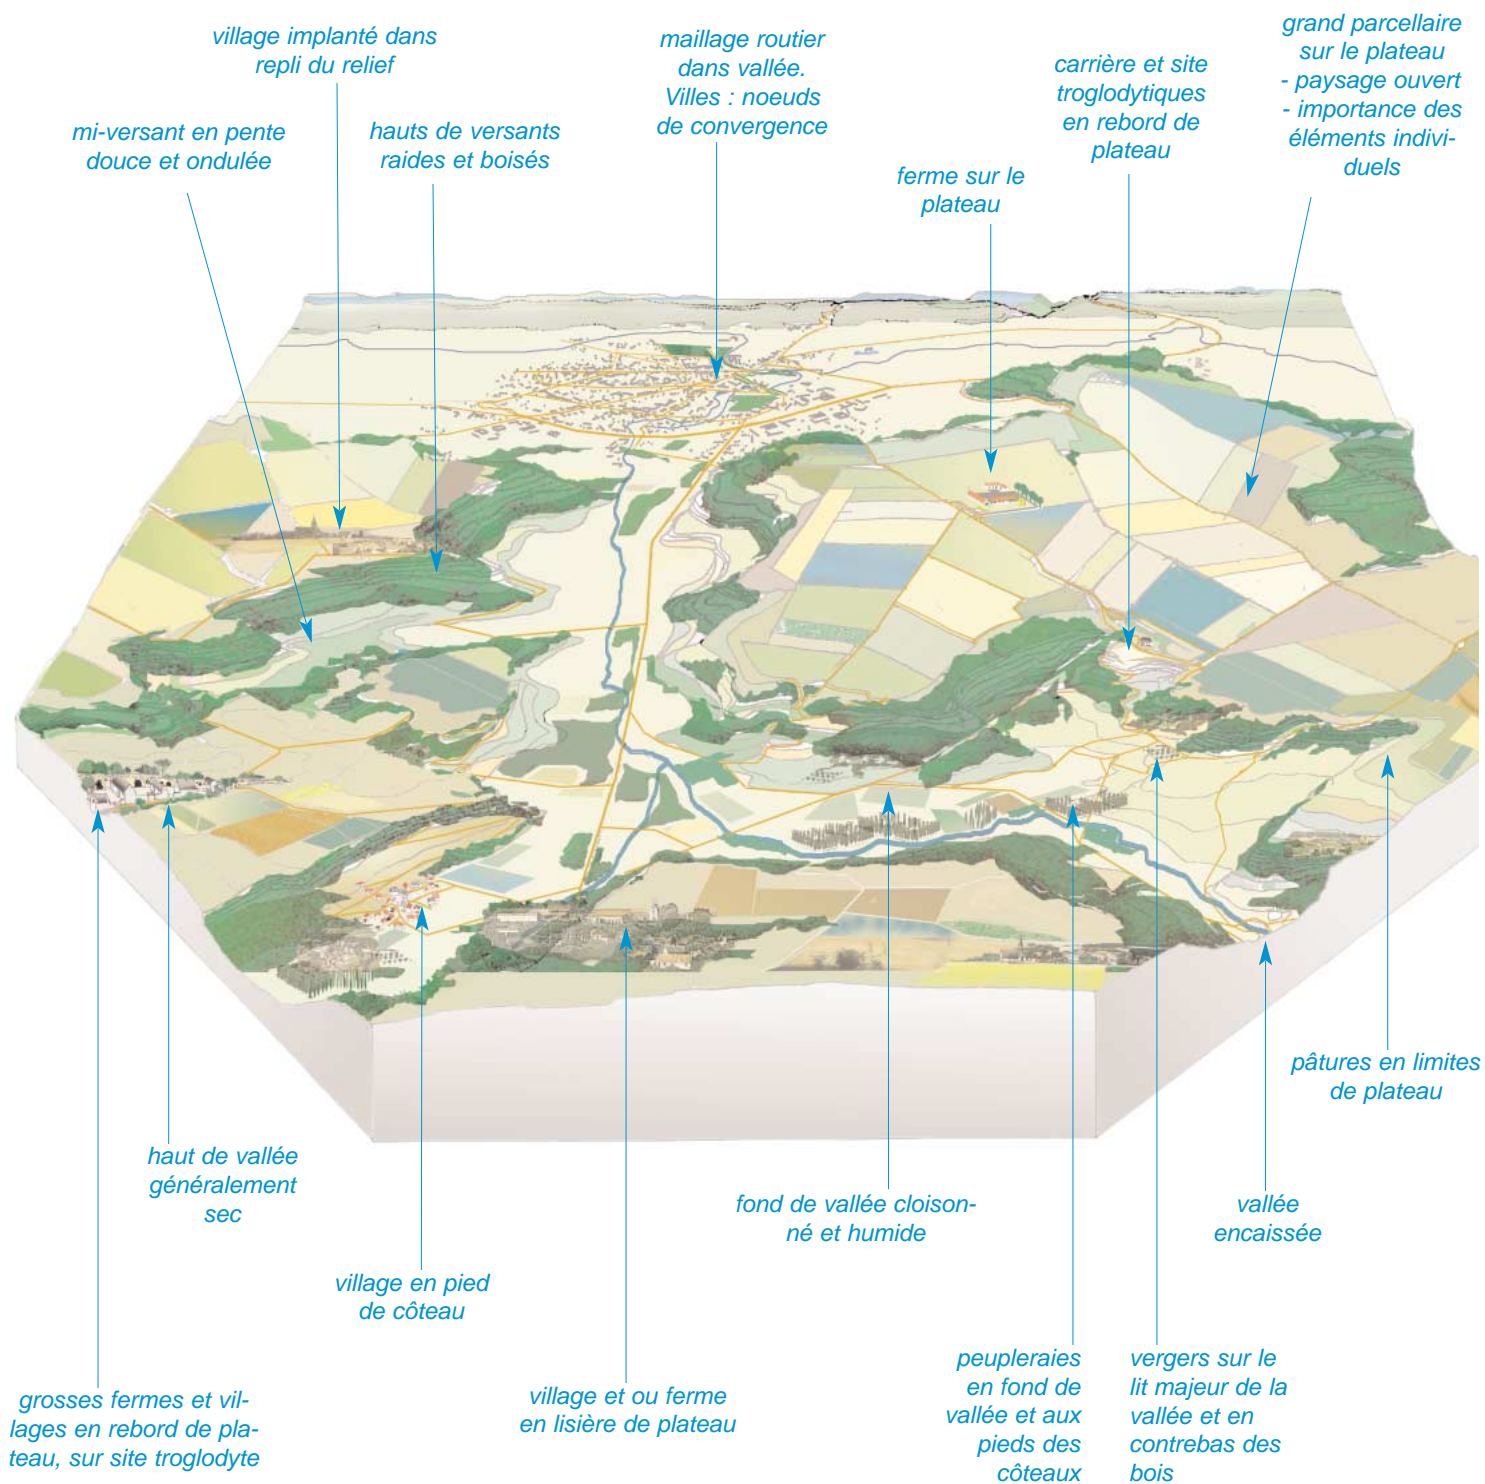 village implanté dans
repli du relief
mi-versant en pente
douce et ondulée
hauts de versants
raides et boisés
maillage routier
dans vallée.
Villes : noeuds
de convergence
ferme sur le
plateau
carrière et site
troglodytiques
en rebord de
plateau
grand parcellaire
sur le plateau
- paysage ouvert
- importance des
éléments indivi-
duels
grosses fermes et vil-
lages en rebord de pla-
teau, sur site troglodyte
haut de vallée
généralement
sec
village en pied
de côteau
village et ou ferme
en lisière de plateau
fond de vallée cloison-
né et humide
peupleraies
en fond de
vallée et aux
pieds des
côteaux
vergers sur le
lit majeur de la
vallée et en
contrebas des
bois
vallée
encaissée
pâtures en limites
de plateau